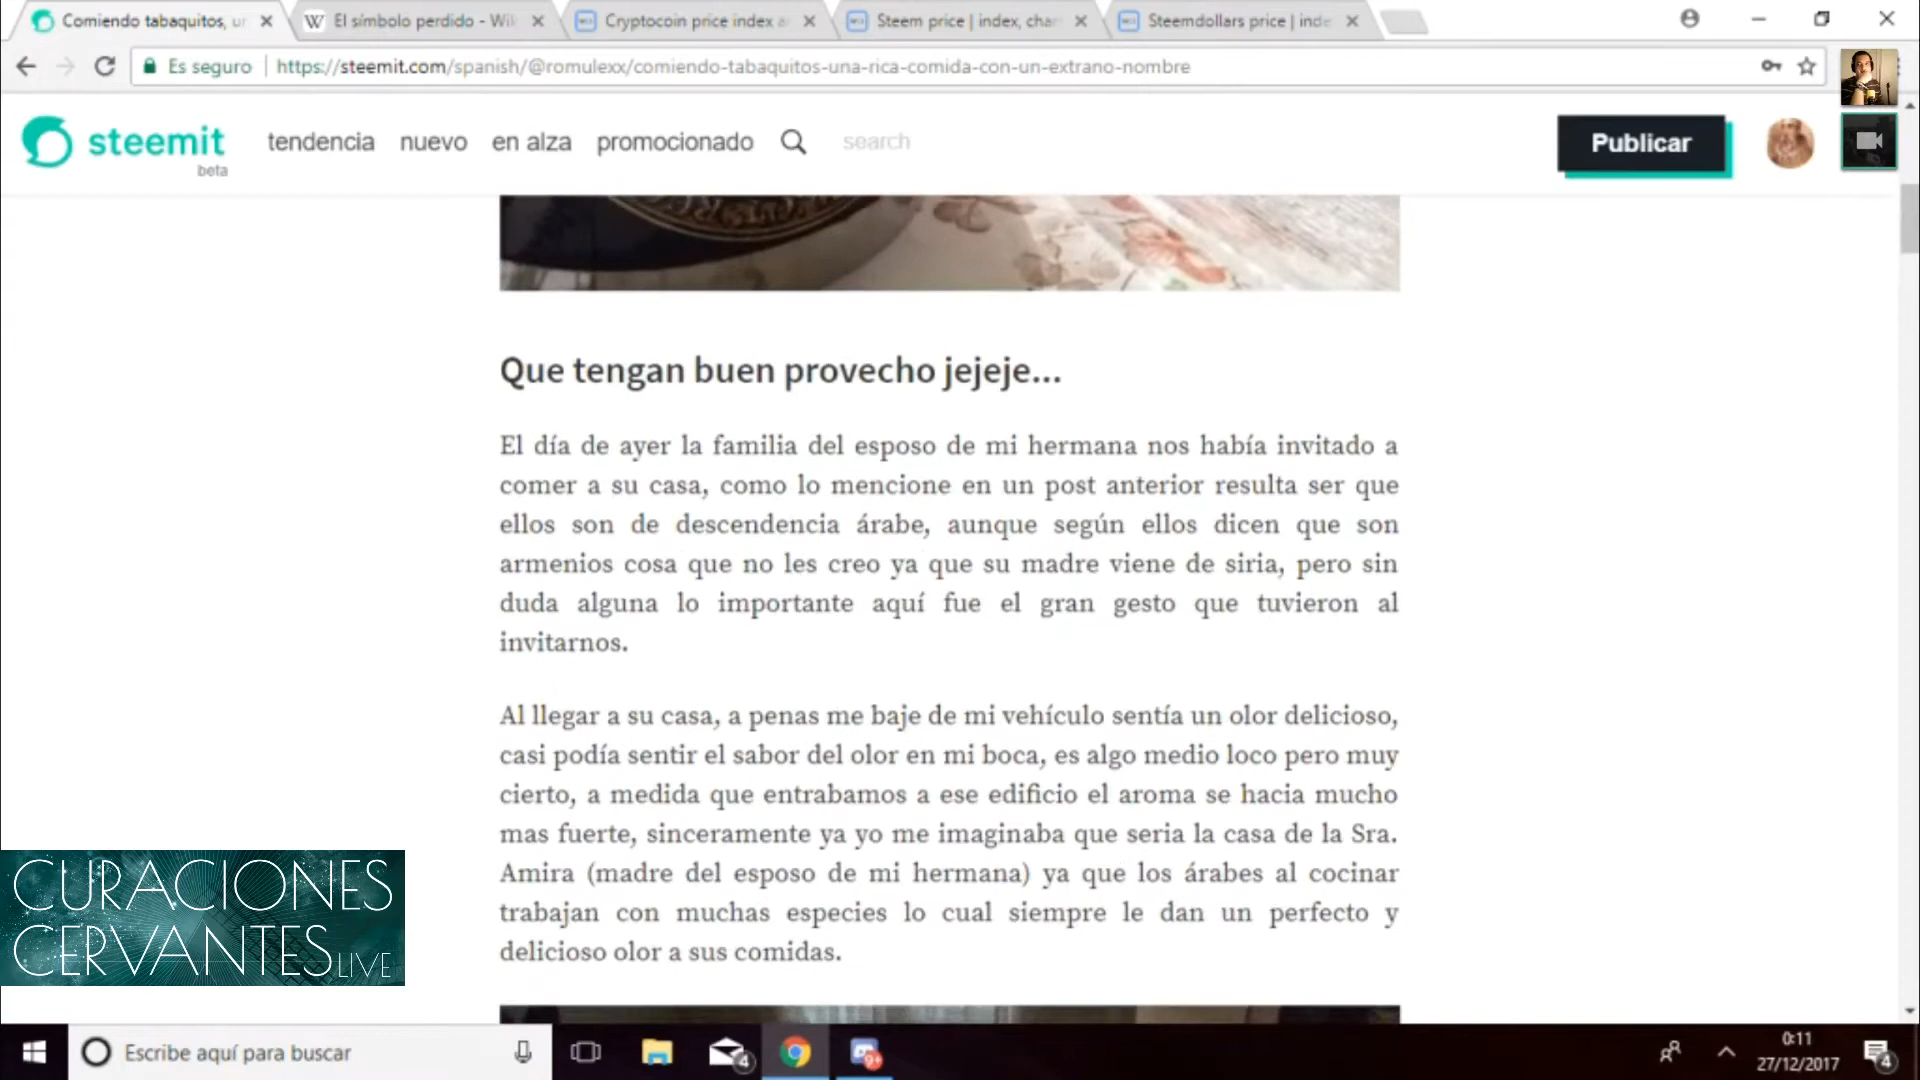 Comiendo tabaquitos, ur
El símbolo perdido - Wi
Cryptocoin price index a
Steem price | index, cha
Steemdollars price | inde
Es seguro
https://steemit.com/spanish/@romulexx/comiendo-tabaquitos-una-rica-comida-con-un-extrano-nombre
steemit
beta
tendencia nuevo en alza promocionado search
Publicar
Que tengan buen provecho jejeje...
El día de ayer la familia del esposo de mi hermana nos había invitado a
comer a su casa, como lo mencione en un post anterior resulta ser que
ellos son de descendencia árabe, aunque según ellos dicen que son
armenios cosa que no les creo ya que su madre viene de siria, pero sin
duda alguna lo importante aquí fue el gran gesto que tuvieron al
invitarnos.
Al llegar a su casa, a penas me baje de mi vehículo sentía un olor delicioso,
casi podía sentir el sabor del olor en mi boca, es algo medio loco pero muy
cierto, a medida que entrabamos a ese edificio el aroma se hacia mucho
mas fuerte, sinceramente ya yo me imaginaba que seria la casa de la Sra.
Amira (madre del esposo de mi hermana) ya que los árabes al cocinar
trabajan con muchas especies lo cual siempre le dan un perfecto y
delicioso olor a sus comidas.
CURACIONES
CERVANTES LIVE
Escribe aquí para buscar
4
9+
0:11
27/12/2017
4